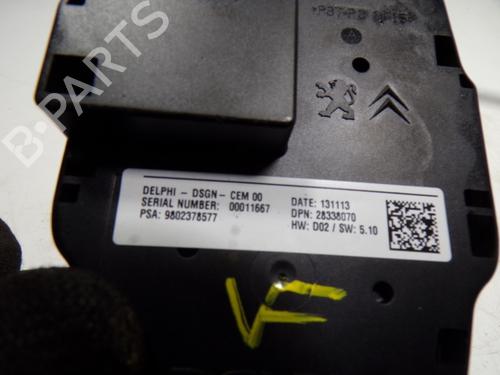 B-PARTS
DELPHI - DSGN - CEM 00
SERIAL NUMBER: 00011667
PSA: 9802378577
DATE: 131113
DPN: 28338070
HW: D02 / SW: 5.10
VF